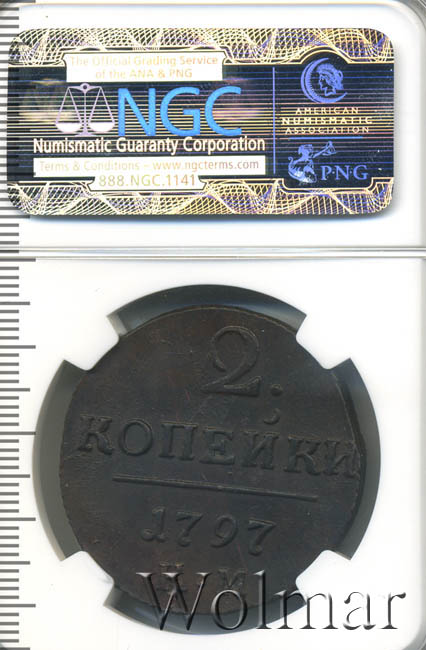 The Official Grading Service
of the ANA & PNG
NGC
Numismatic Guaranty Corporation
Terms & Conditions – www.ngcterms.com
888.NGC.1141
AMERICAN
NUMISMATIC
ASSOCIATION
PNG
2.
КОПЕЙКИ
1797
К М
Wolmar